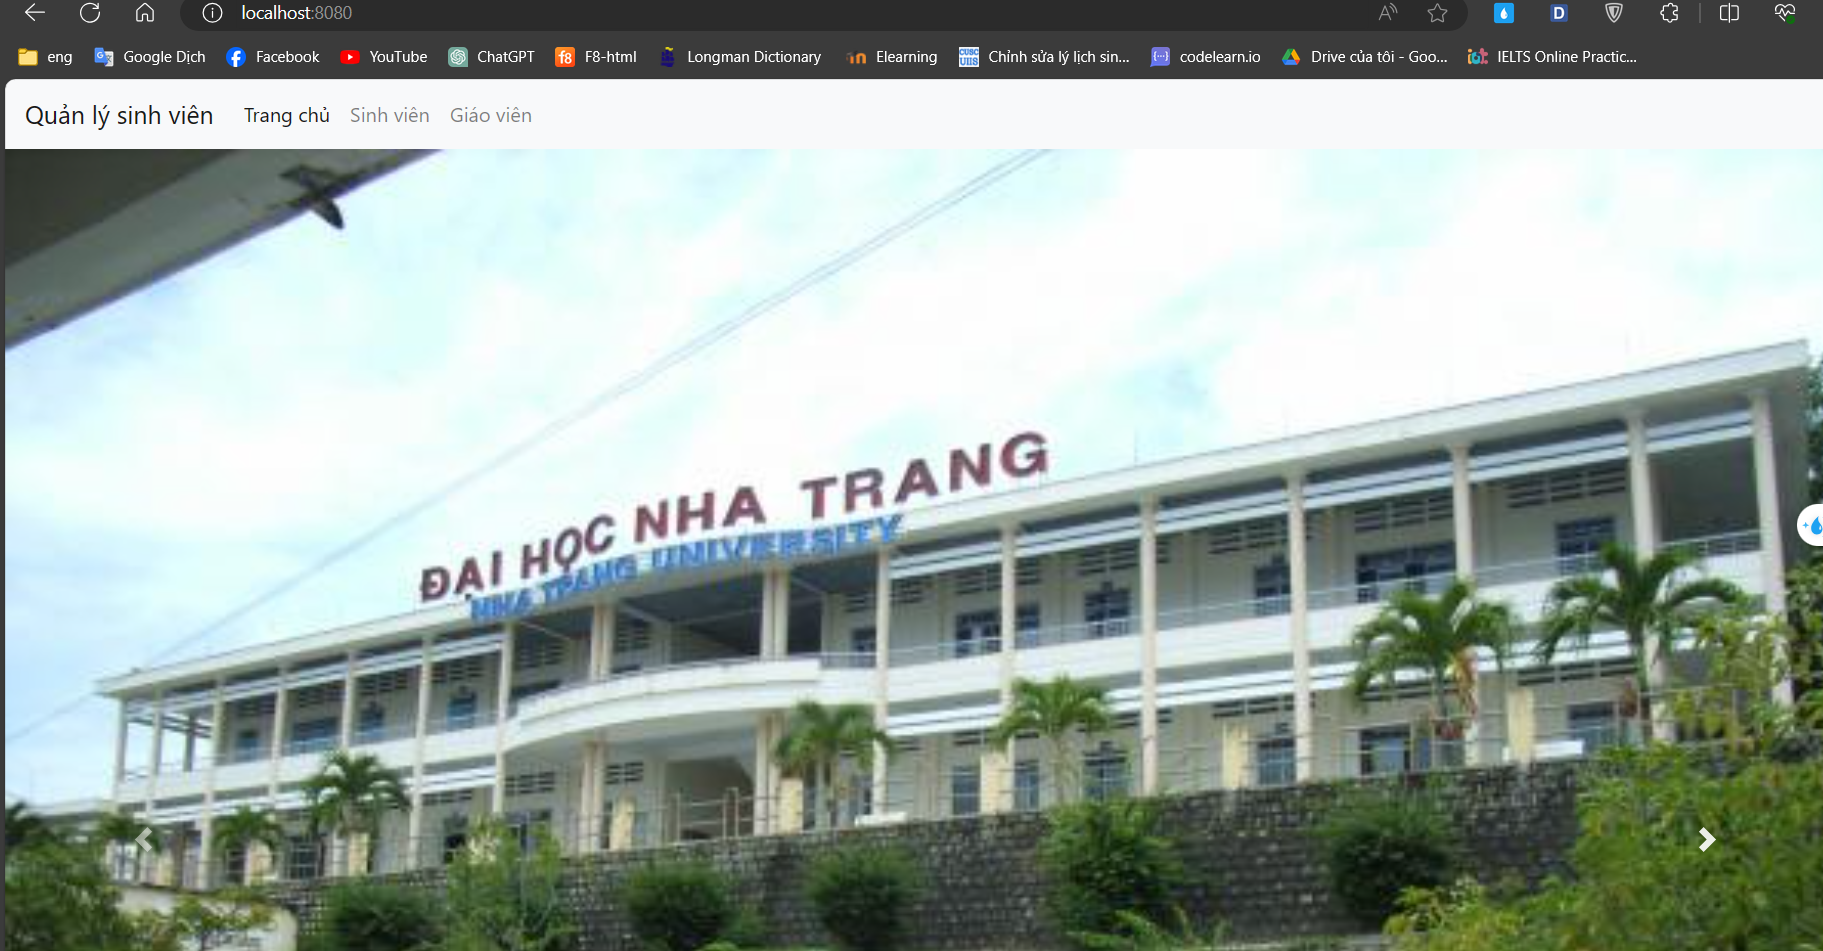 localhost:8080
eng Google Dịch Facebook YouTube ChatGPT F8-html Longman Dictionary Elearning Chỉnh sửa lý lịch sin... codelearn.io Drive của tôi - Goo... IELTS Online Practic...
Quản lý sinh viên Trang chủ Sinh viên Giáo viên
ĐẠI HỌC NHA TRANG
NHA TRANG UNIVERSITY